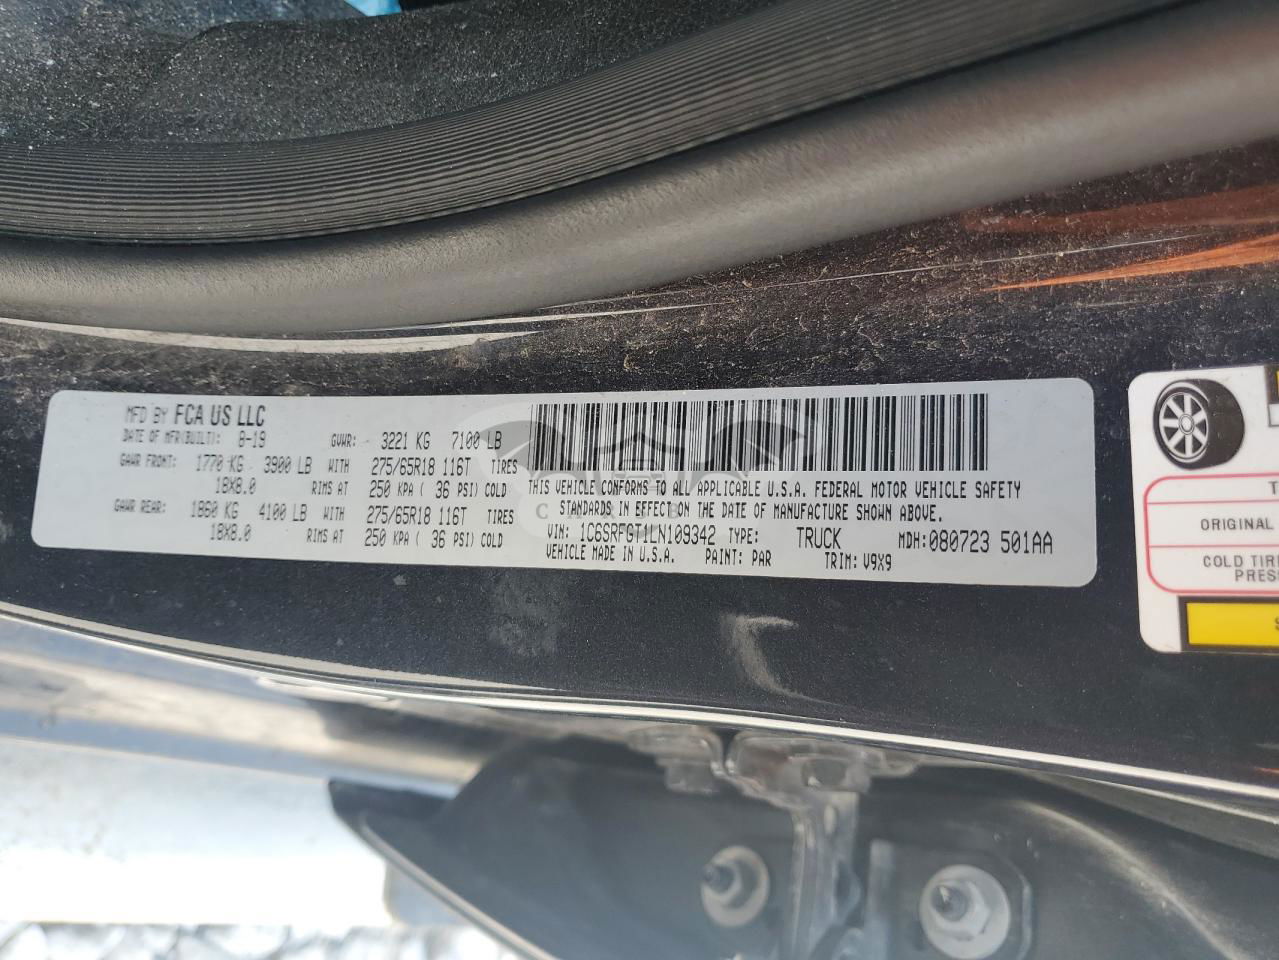 MFD BY FCA US LLC
DATE OF MFR(BUILT): 8-19 GVWR: 3221 KG 7100 LB
GAWR FRONT: 1770 KG 3900 LB WITH 275/65R18 116T TIRES
18X8.0 RIMS AT 250 KPA ( 36 PSI) COLD
GAWR REAR: 1860 KG 4100 LB WITH 275/65R18 116T TIRES
18X8.0 RIMS AT 250 KPA ( 36 PSI) COLD
THIS VEHICLE CONFORMS TO ALL APPLICABLE U.S.A. FEDERAL MOTOR VEHICLE SAFETY
STANDARDS IN EFFECT ON THE DATE OF MANUFACTURE SHOWN ABOVE.
VIN: 1C6SRFGT1LN109342 TYPE: TRUCK MDH: 080723 501AA
VEHICLE MADE IN U.S.A. PAINT: PAR TRIM: V9X9
T
ORIGINAL
COLD TIRE
PRESS